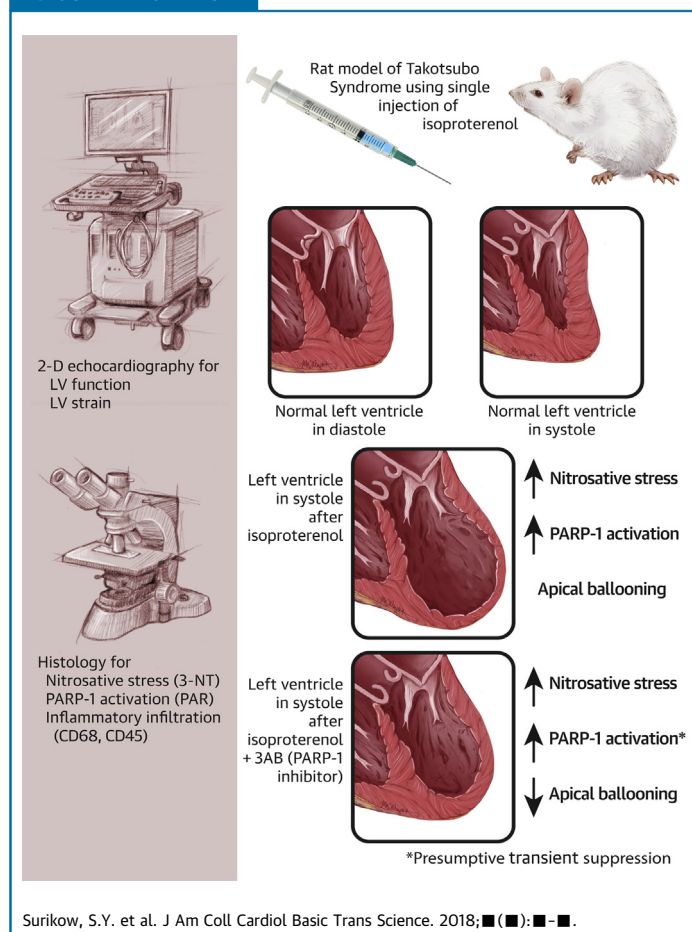 Rat model of Takotsubo
Syndrome using single
injection of
isoproterenol
2-D echocardiography for
LV function
LV strain
Normal left ventricle
in diastole
Normal left ventricle
in systole
Left ventricle
in systole
after
isoproterenol
Nitrosative stress
PARP-1 activation
Apical ballooning
Histology for
Nitrosative stress (3-NT)
PARP-1 activation (PAR)
Inflammatory infiltration
(CD68, CD45)
Left ventricle
in systole
after
isoproterenol
+ 3AB (PARP-1
inhibitor)
Nitrosative stress
PARP-1 activation*
Apical ballooning
*Presumptive transient suppression
Surikow, S.Y. et al. J Am Coll Cardiol Basic Trans Science. 2018;■(■):■-■.